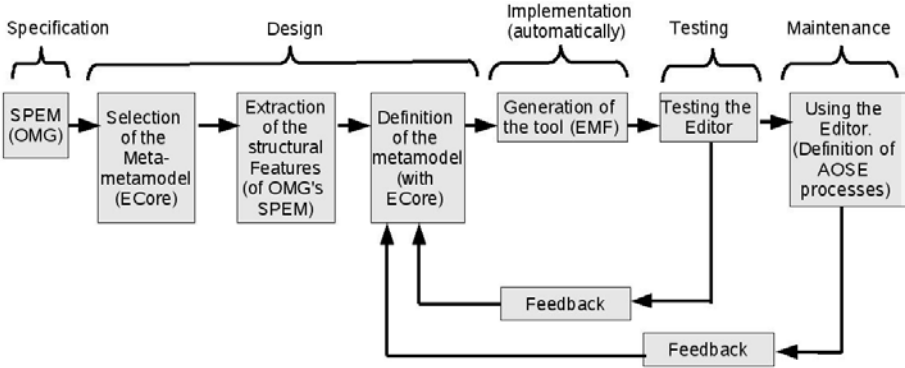 Specification
Design
Implementation
(automatically)
Testing
Maintenance
SPEM
(OMG)
Selection
of the
Meta-
metamodel
(ECore)
Extraction
of the
structural
Features
(of OMG's
SPEM)
Definition
of the
metamodel
(with
ECore)
Generation of
the tool (EMF)
Testing the
Editor
Using the
Editor.
(Definition of
AOSE
processes)
Feedback
Feedback